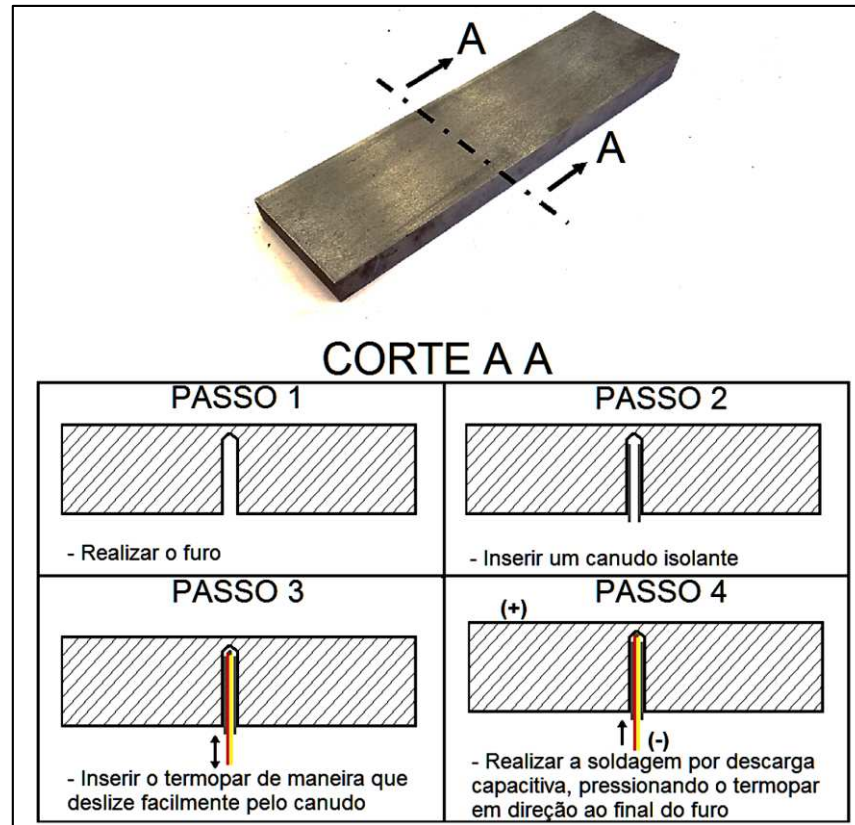 A
A
CORTE A A
PASSO 1
- Realizar o furo
PASSO 2
- Inserir um canudo isolante
PASSO 3
- Inserir o termopar de maneira que
deslize facilmente pelo canudo
PASSO 4
(+)
(-)
- Realizar a soldagem por descarga
capacitiva, pressionando o termopar
em direção ao final do furo